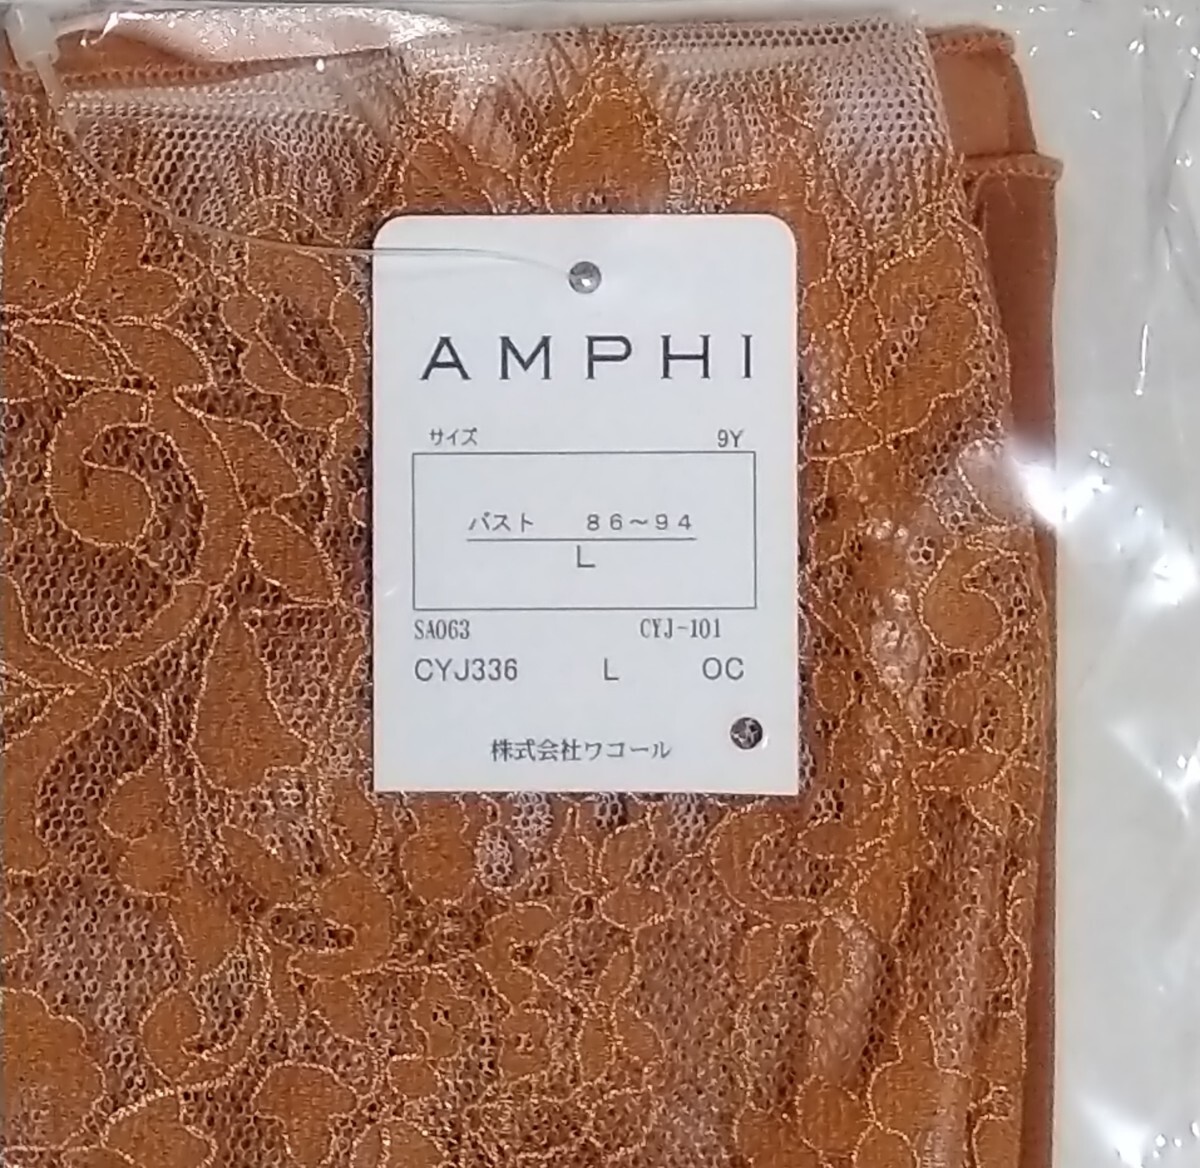 AMPHI
サイズ 9Y
バスト 86～94
L
SA063 CYJ-101
CYJ336 L OC
株式会社ワコール